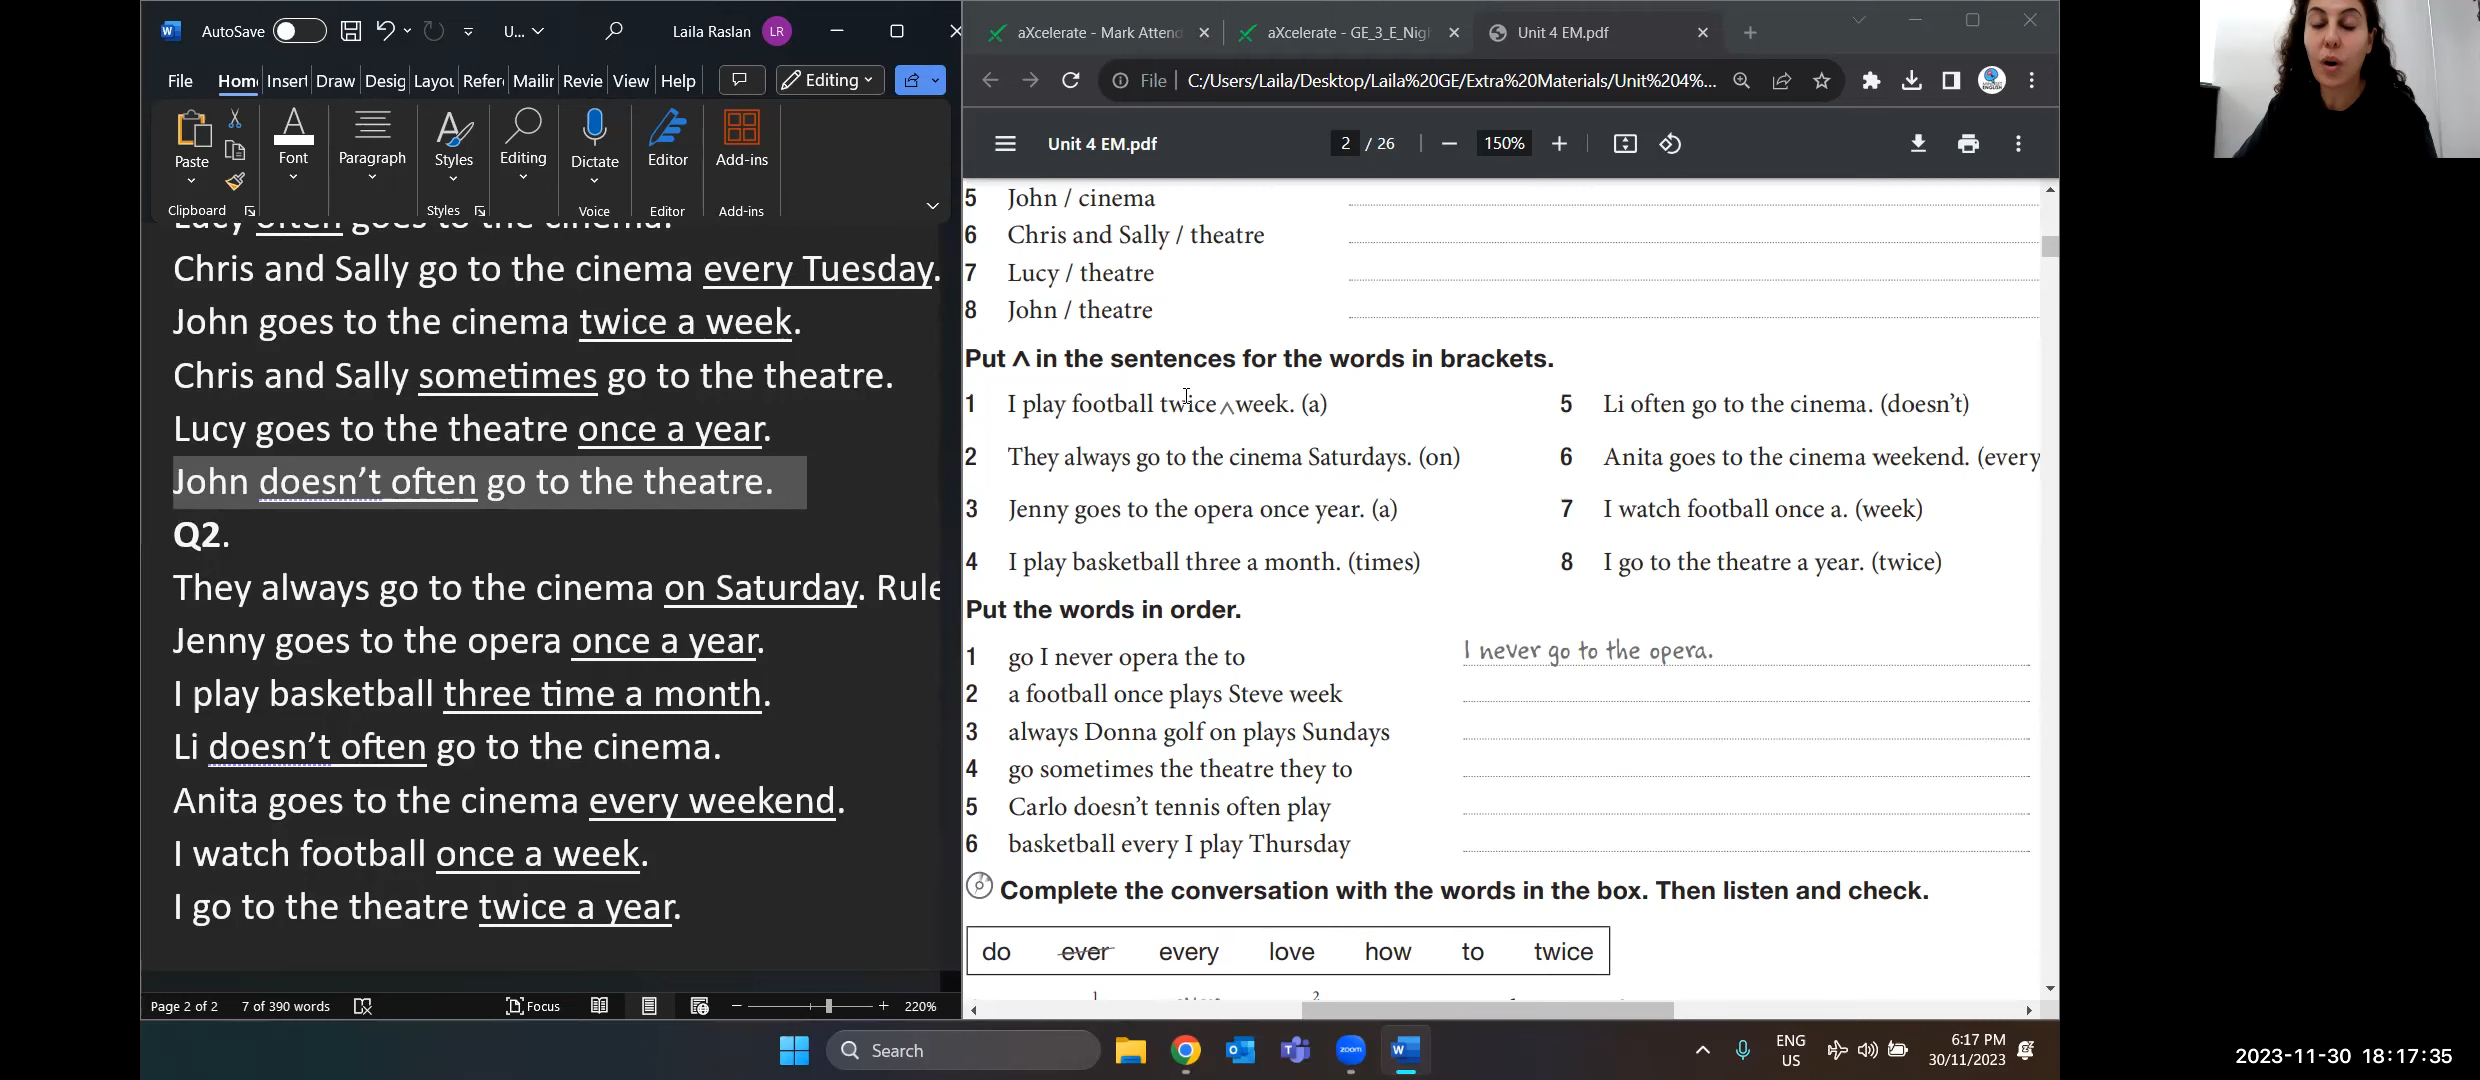 AutoSave
U...
Laila Raslan
LR
File Home Insert Draw Desig Layou Refer Mailin Revie View Help
Editing
Paste
Font
Paragraph
Styles
Editing
Dictate
Editor
Add-ins
Clipboard
Styles
Voice
Editor
Add-ins
Lucy often goes to the cinema.
Chris and Sally go to the cinema every Tuesday.
John goes to the cinema twice a week.
Chris and Sally sometimes go to the theatre.
Lucy goes to the theatre once a year.
John doesn't often go to the theatre.
Q2.
They always go to the cinema on Saturday. Rule
Jenny goes to the opera once a year.
I play basketball three time a month.
Li doesn't often go to the cinema.
Anita goes to the cinema every weekend.
I watch football once a week.
I go to the theatre twice a year.
Page 2 of 2 7 of 390 words
Focus
220%
aXcelerate - Mark Attend
aXcelerate - GE_3_E_Nig
Unit 4 EM.pdf
File C:/Users/Laila/Desktop/Laila%20GE/Extra%20Materials/Unit%204%...
Unit 4 EM.pdf
2 / 26
150%
5 John / cinema
6 Chris and Sally / theatre
7 Lucy / theatre
8 John / theatre
Put ʌ in the sentences for the words in brackets.
1 I play football twice ʌ week. (a)
2 They always go to the cinema Saturdays. (on)
3 Jenny goes to the opera once year. (a)
4 I play basketball three a month. (times)
5 Li often go to the cinema. (doesn't)
6 Anita goes to the cinema weekend. (every
7 I watch football once a. (week)
8 I go to the theatre a year. (twice)
Put the words in order.
1 go I never opera the to I never go to the opera.
2 a football once plays Steve week
3 always Donna golf on plays Sundays
4 go sometimes the theatre they to
5 Carlo doesn't tennis often play
6 basketball every I play Thursday
Complete the conversation with the words in the box. Then listen and check.
do ever every love how to twice
1
2
Search
zoom
ENG
US
6:17 PM
30/11/2023
2023-11-30 18:17:35